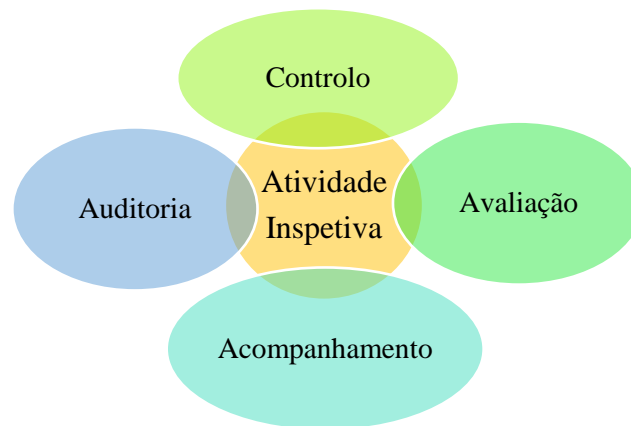 Controlo
Auditoria
Atividade
Inspetiva
Avaliação
Acompanhamento